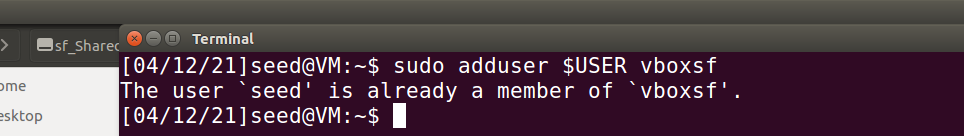 sf_Shared
Terminal
[04/12/21]seed@VM:~$ sudo adduser $USER vboxsf
ome
The user `seed' is already a member of `vboxsf'.
esktop
[04/12/21]seed@VM:~$